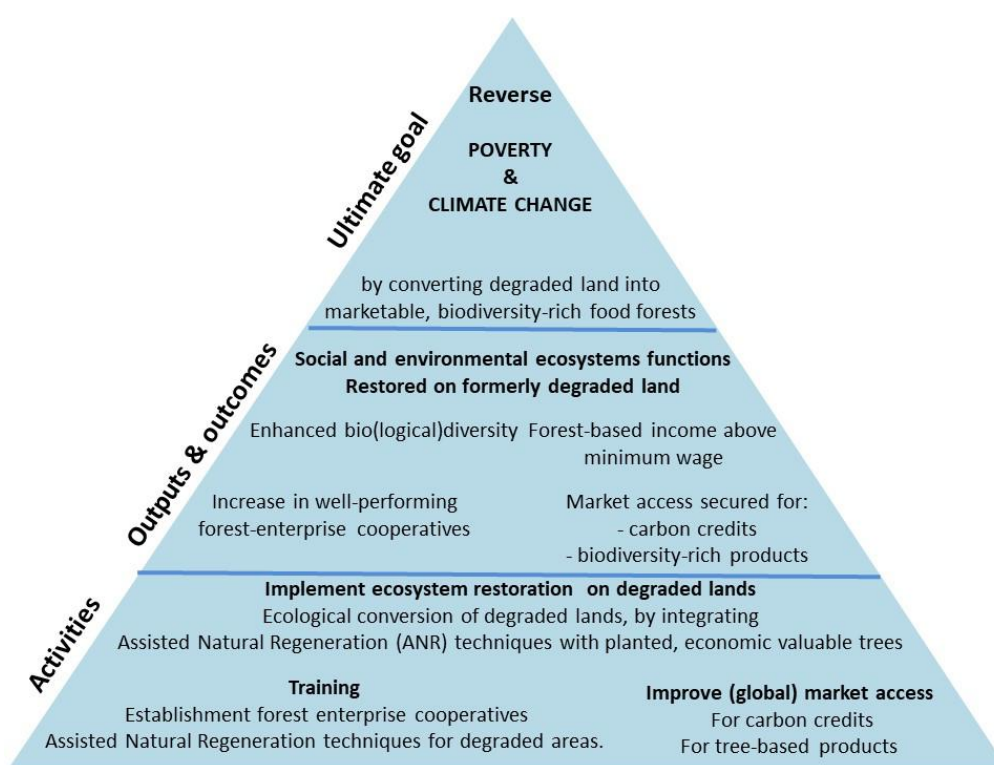 Ultimate goal
Reverse
POVERTY
&
CLIMATE CHANGE
by converting degraded land into
marketable, biodiversity-rich food forests
Outputs & outcomes
Social and environmental ecosystems functions
Restored on formerly degraded land
Enhanced bio(logical)diversity
Forest-based income above
minimum wage
Increase in well-performing
forest-enterprise cooperatives
Market access secured for:
- carbon credits
- biodiversity-rich products
Activities
Implement ecosystem restoration on degraded lands
Ecological conversion of degraded lands, by integrating
Assisted Natural Regeneration (ANR) techniques with planted, economic valuable trees
Training
Establishment forest enterprise cooperatives
Assisted Natural Regeneration techniques for degraded areas.
Improve (global) market access
For carbon credits
For tree-based products